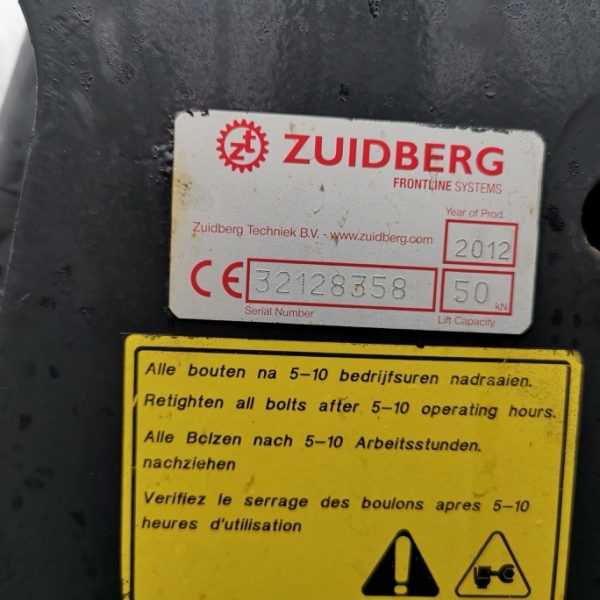 zt ZUIDBERG
FRONTLINE SYSTEMS
Year of Prod.
Zuidberg Techniek B.V. - www.zuidberg.com
2012
CE 32128358 50 kN
Serial Number Lift Capacity
Alle bouten na 5-10 bedrijfsuren nadraaien.
Retighten all bolts after 5-10 operating hours.
Alle Bolzen nach 5-10 Arbeitsstunden.
nachziehen
Verifiez le serrage des boulons apres 5-10
heures d'utilisation